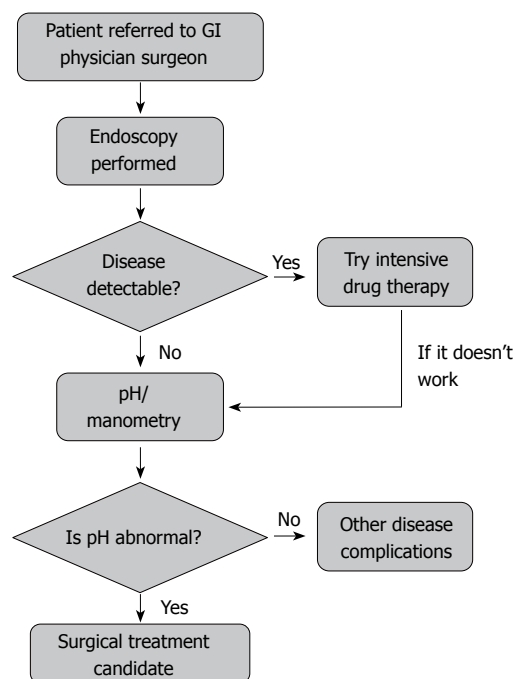 Patient referred to GI
physician surgeon
Endoscopy
performed
Disease
detectable?
Yes
Try intensive
drug therapy
No
If it doesn't
work
pH/
manometry
Is pH abnormal?
No
Other disease
complications
Yes
Surgical treatment
candidate